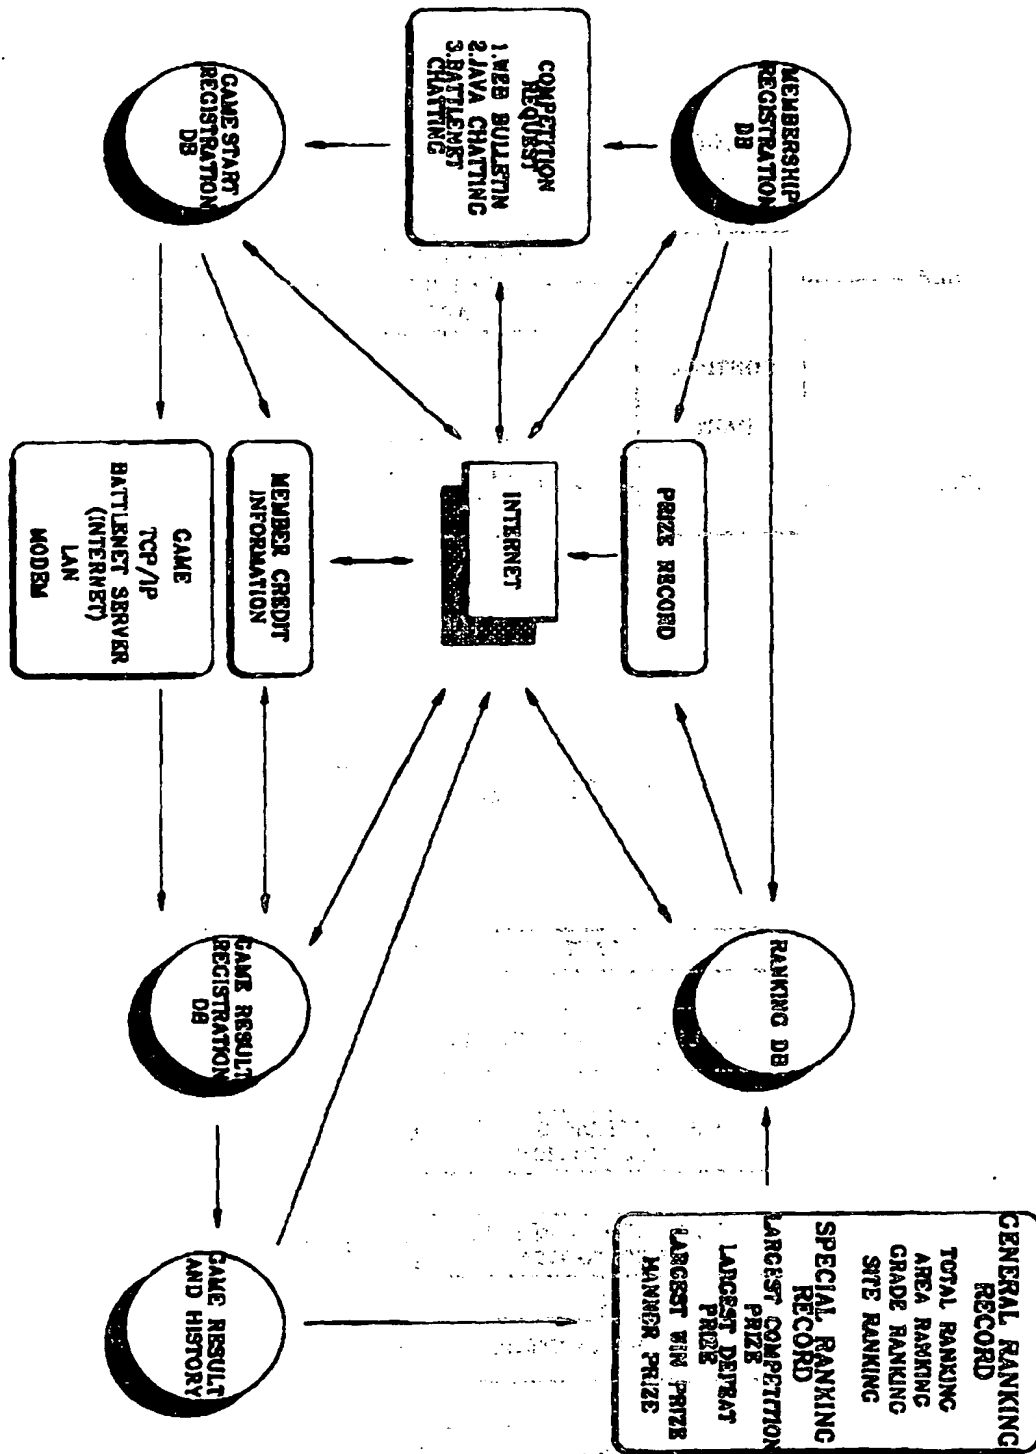 MEMBERSHIP
REGISTRATION
DB
RANKING DB
GENERAL RANKING
RECORD
TOTAL RANKING
AREA RANKING
GRADE RANKING
SITE RANKING
SPECIAL RANKING
RECORD
LARGEST COMPETITION
PRIZE
LARGEST DEFEAT
PRIZE
LARGEST WIN PRIZE
MANNER PRIZE
PRIZE RECORD
COMPETITION
REQUEST
1.WEB BULLETIN
2.JAVA CHATTING
3.BATTLENET
CHATTING
INTERNET
MEMBER CREDIT
INFORMATION
GAME START
REGISTRATION
DB
GAME
TCP/IP
BATTLENET SERVER
(INTERNET)
LAN
MODEM
GAME RESULT
REGISTRATION
DB
GAME RESULT
AND HISTORY